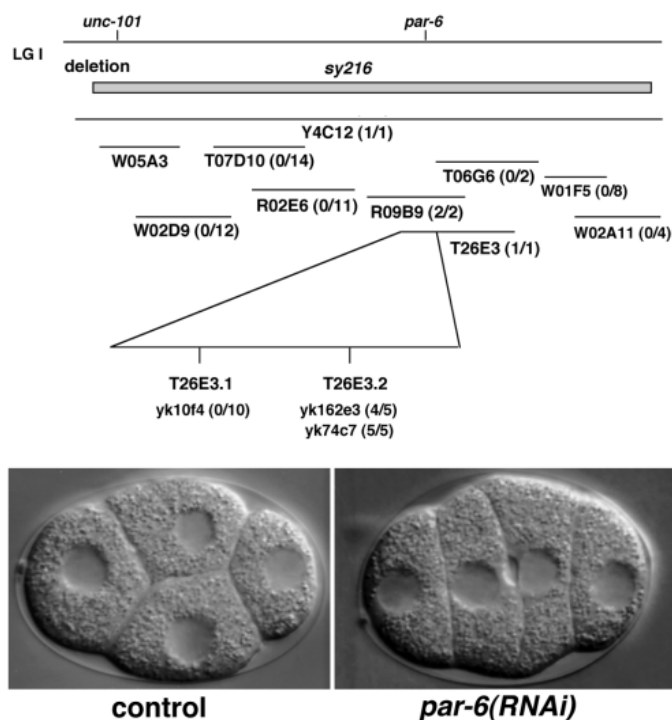 unc-101 par-6
LG I
deletion sy216
Y4C12 (1/1)
W05A3 T07D10 (0/14) T06G6 (0/2)
W01F5 (0/8)
R02E6 (0/11) R09B9 (2/2)
W02D9 (0/12) T26E3 (1/1) W02A11 (0/4)
T26E3.1 T26E3.2
yk10f4 (0/10) yk162e3 (4/5)
yk74c7 (5/5)
control par-6(RNAi)